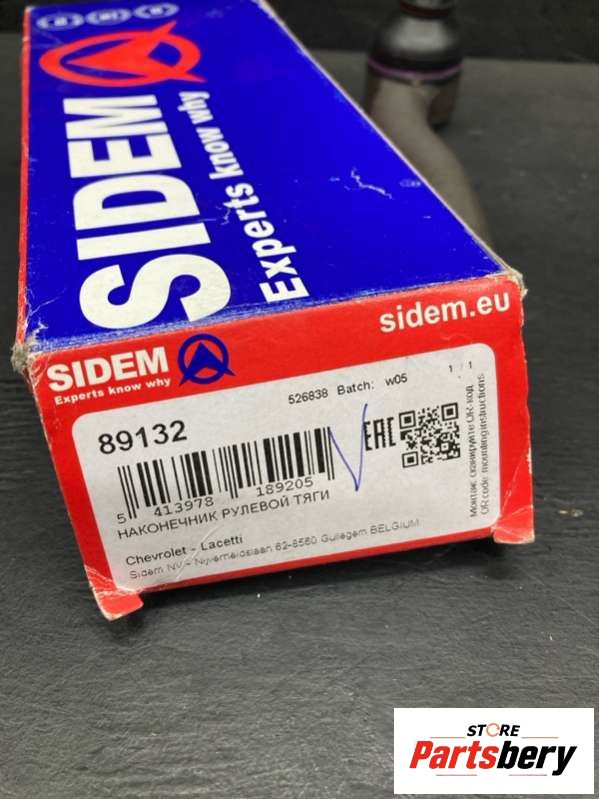 SIDEM
Experts know why
sidem.eu
SIDEM
Experts know why
526838 Batch: w05 1 / 1
89132
EAC
5 413978 189205
НАКОНЕЧНИК РУЛЕВОЙ ТЯГИ
Chevrolet - Lacetti
Sidem NV - Nijverheidslaan 62-8560 Gullegem BELGIUM
Монтаж: сканируйте QR-код
QR code: mounting instructions
STORE
Partsbery